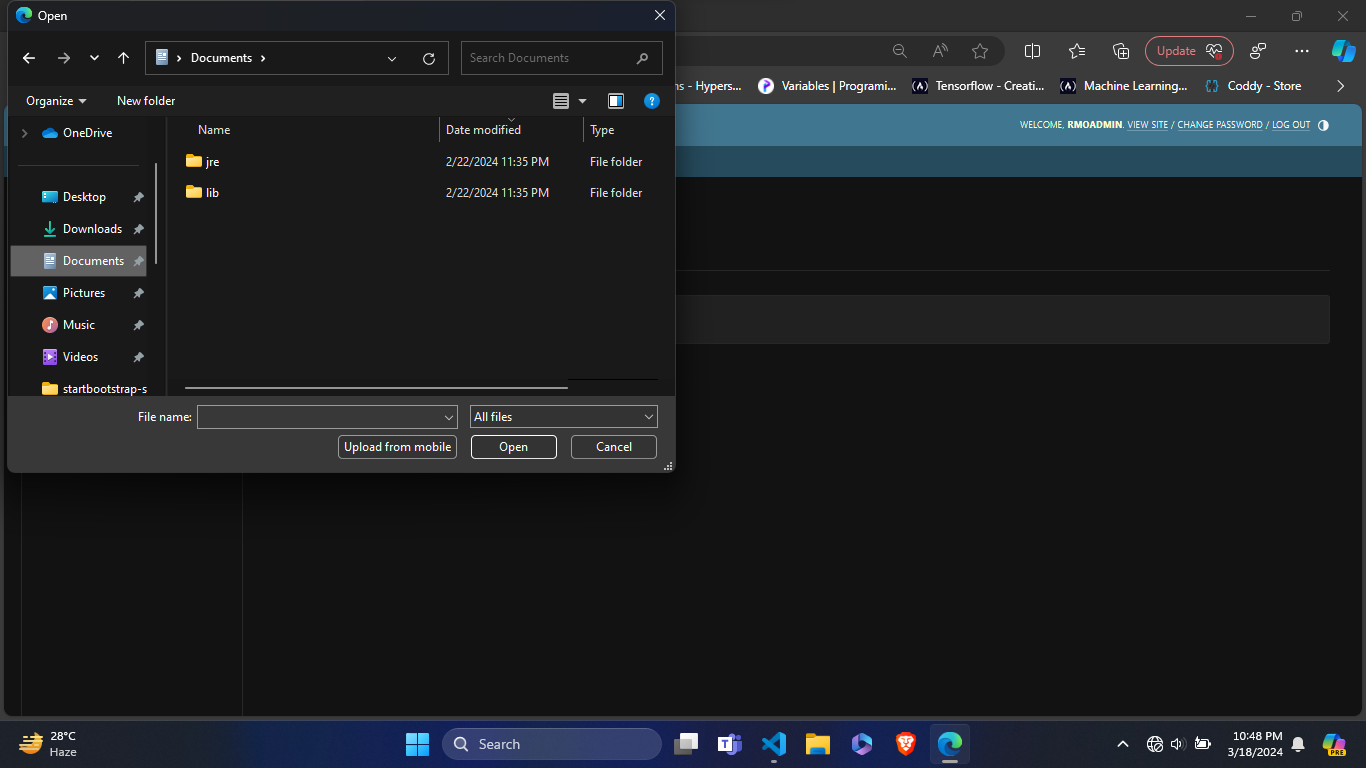 Open
Documents
Search Documents
Update
Organize
New folder
ns - Hypers...
Variables | Programi...
Tensorflow - Creati...
Machine Learning...
Coddy - Store
OneDrive
Name
Date modified
Type
WELCOME, RMOADMIN. VIEW SITE / CHANGE PASSWORD / LOG OUT
jre
2/22/2024 11:35 PM
File folder
lib
2/22/2024 11:35 PM
File folder
Desktop
Downloads
Documents
Pictures
Music
Videos
startbootstrap-s
File name:
All files
Upload from mobile
Open
Cancel
28°C
Haze
Search
10:48 PM
3/18/2024
PRE